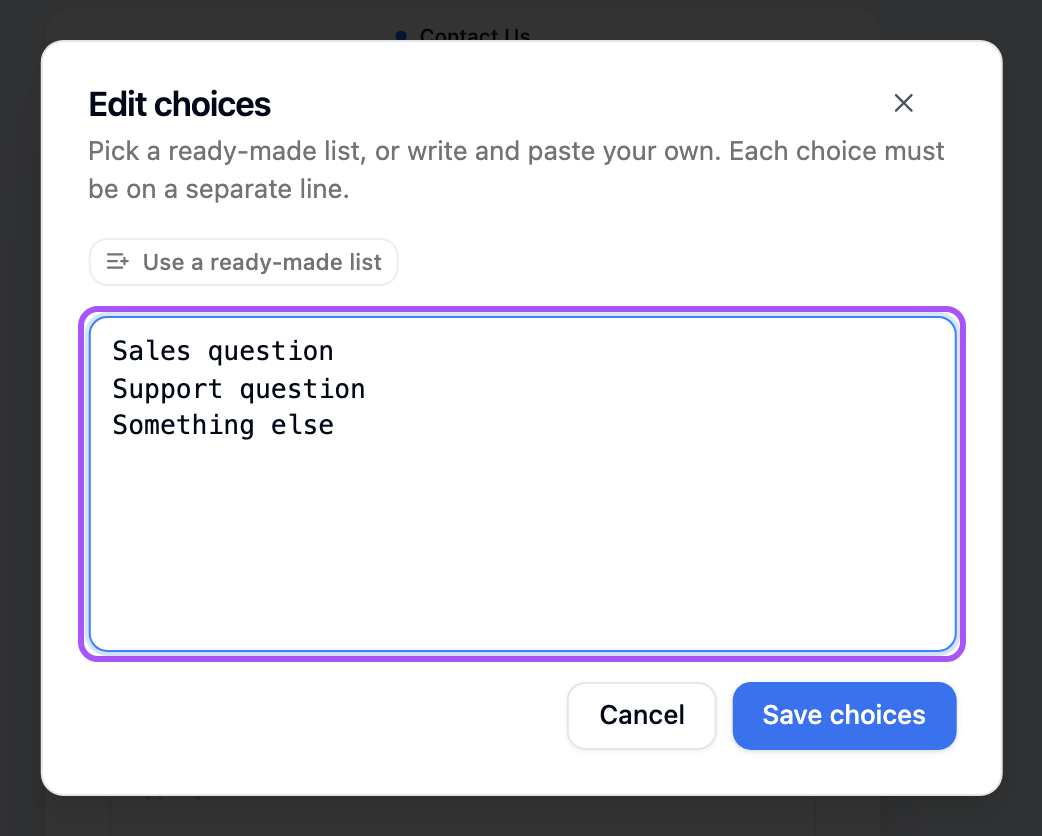 Contact Us
Edit choices
Pick a ready-made list, or write and paste your own. Each choice must
be on a separate line.
Use a ready-made list
Sales question
Support question
Something else
Cancel
Save choices